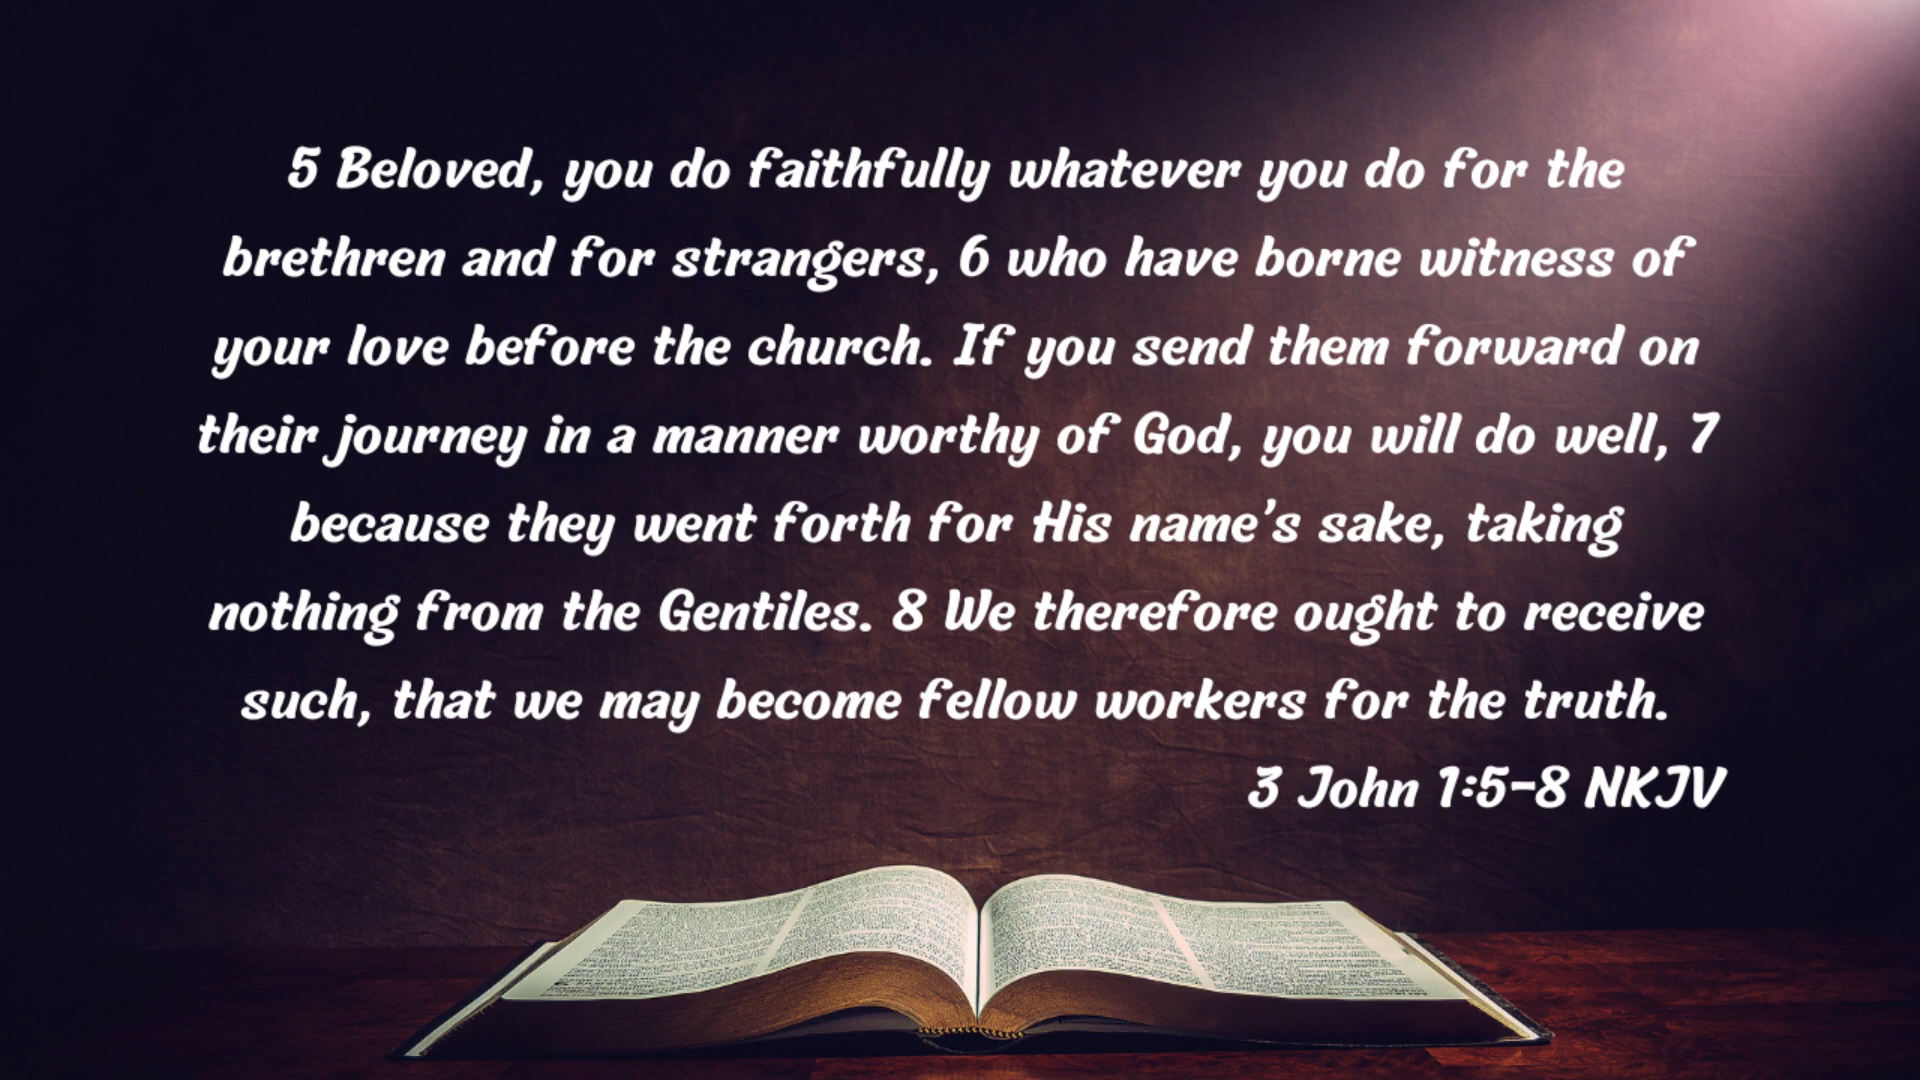 5 Beloved, you do faithfully whatever you do for the
brethren and for strangers, 6 who have borne witness of
your love before the church. If you send them forward on
their journey in a manner worthy of God, you will do well, 7
because they went forth for His name’s sake, taking
nothing from the Gentiles. 8 We therefore ought to receive
such, that we may become fellow workers for the truth.
3 John 1:5-8 NKJV